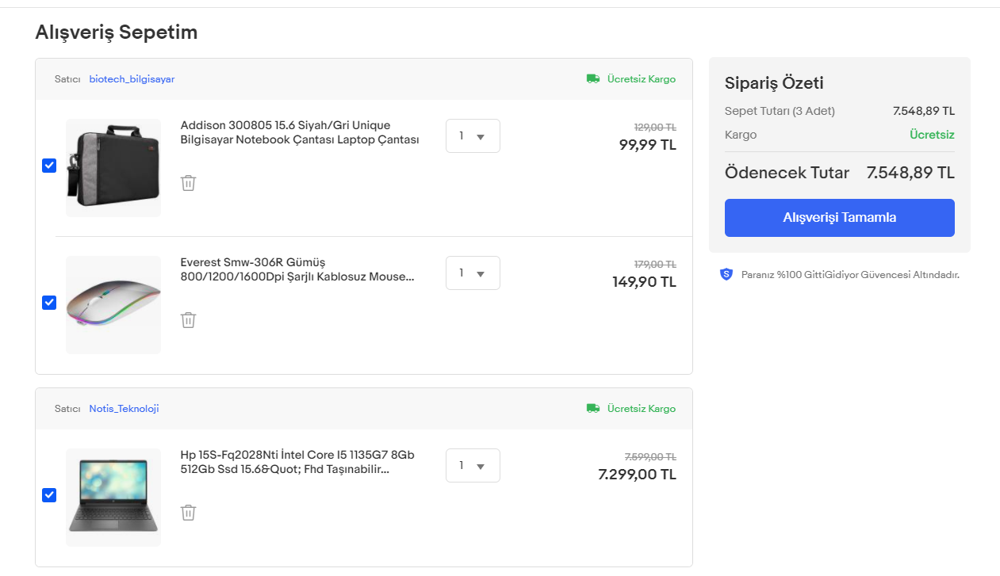 Alışveriş Sepetim
Satıcı biotech_bilgisayar
Ücretsiz Kargo
Addison 300805 15.6 Siyah/Gri Unique
Bilgisayar Notebook Çantası Laptop Çantası
1
129,00 TL
99,99 TL
Everest Smw-306R Gümüş
800/1200/1600Dpi Şarjlı Kablosuz Mouse...
1
179,00 TL
149,90 TL
Satıcı Notis_Teknoloji
Ücretsiz Kargo
Hp 15S-Fq2028Nti İntel Core I5 1135G7 8Gb
512Gb Ssd 15.6&Quot; Fhd Taşınabilir...
1
7.599,00 TL
7.299,00 TL
Sipariş Özeti
Sepet Tutarı (3 Adet) 7.548,89 TL
Kargo Ücretsiz
Ödenecek Tutar 7.548,89 TL
Alışverişi Tamamla
S
Paranız %100 GittiGidiyor Güvencesi Altındadır.